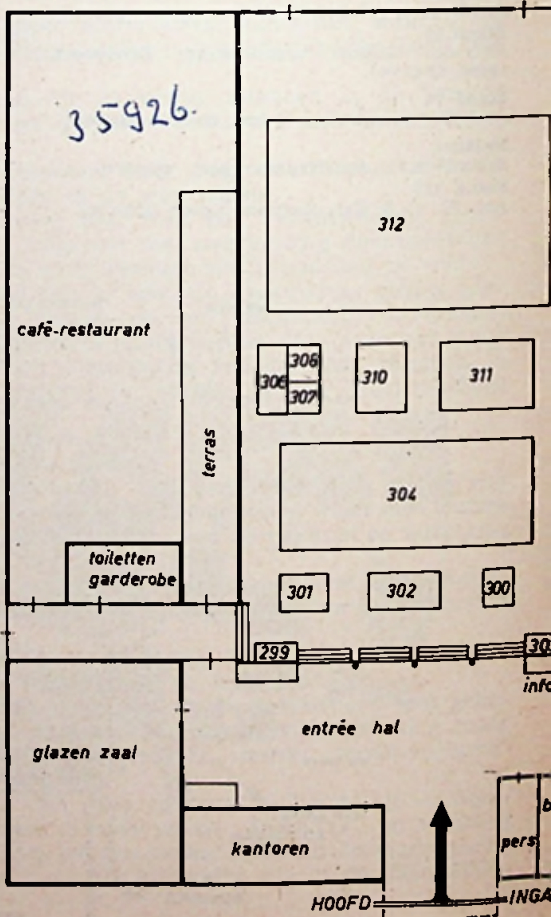 35926.
312
café-restaurant
306
307
310
311
terras
304
toiletten
garderobe
301
302
300
299
30
info
entrée hal
glazen zaal
kantoren
pers
b
HOOFD
INGA